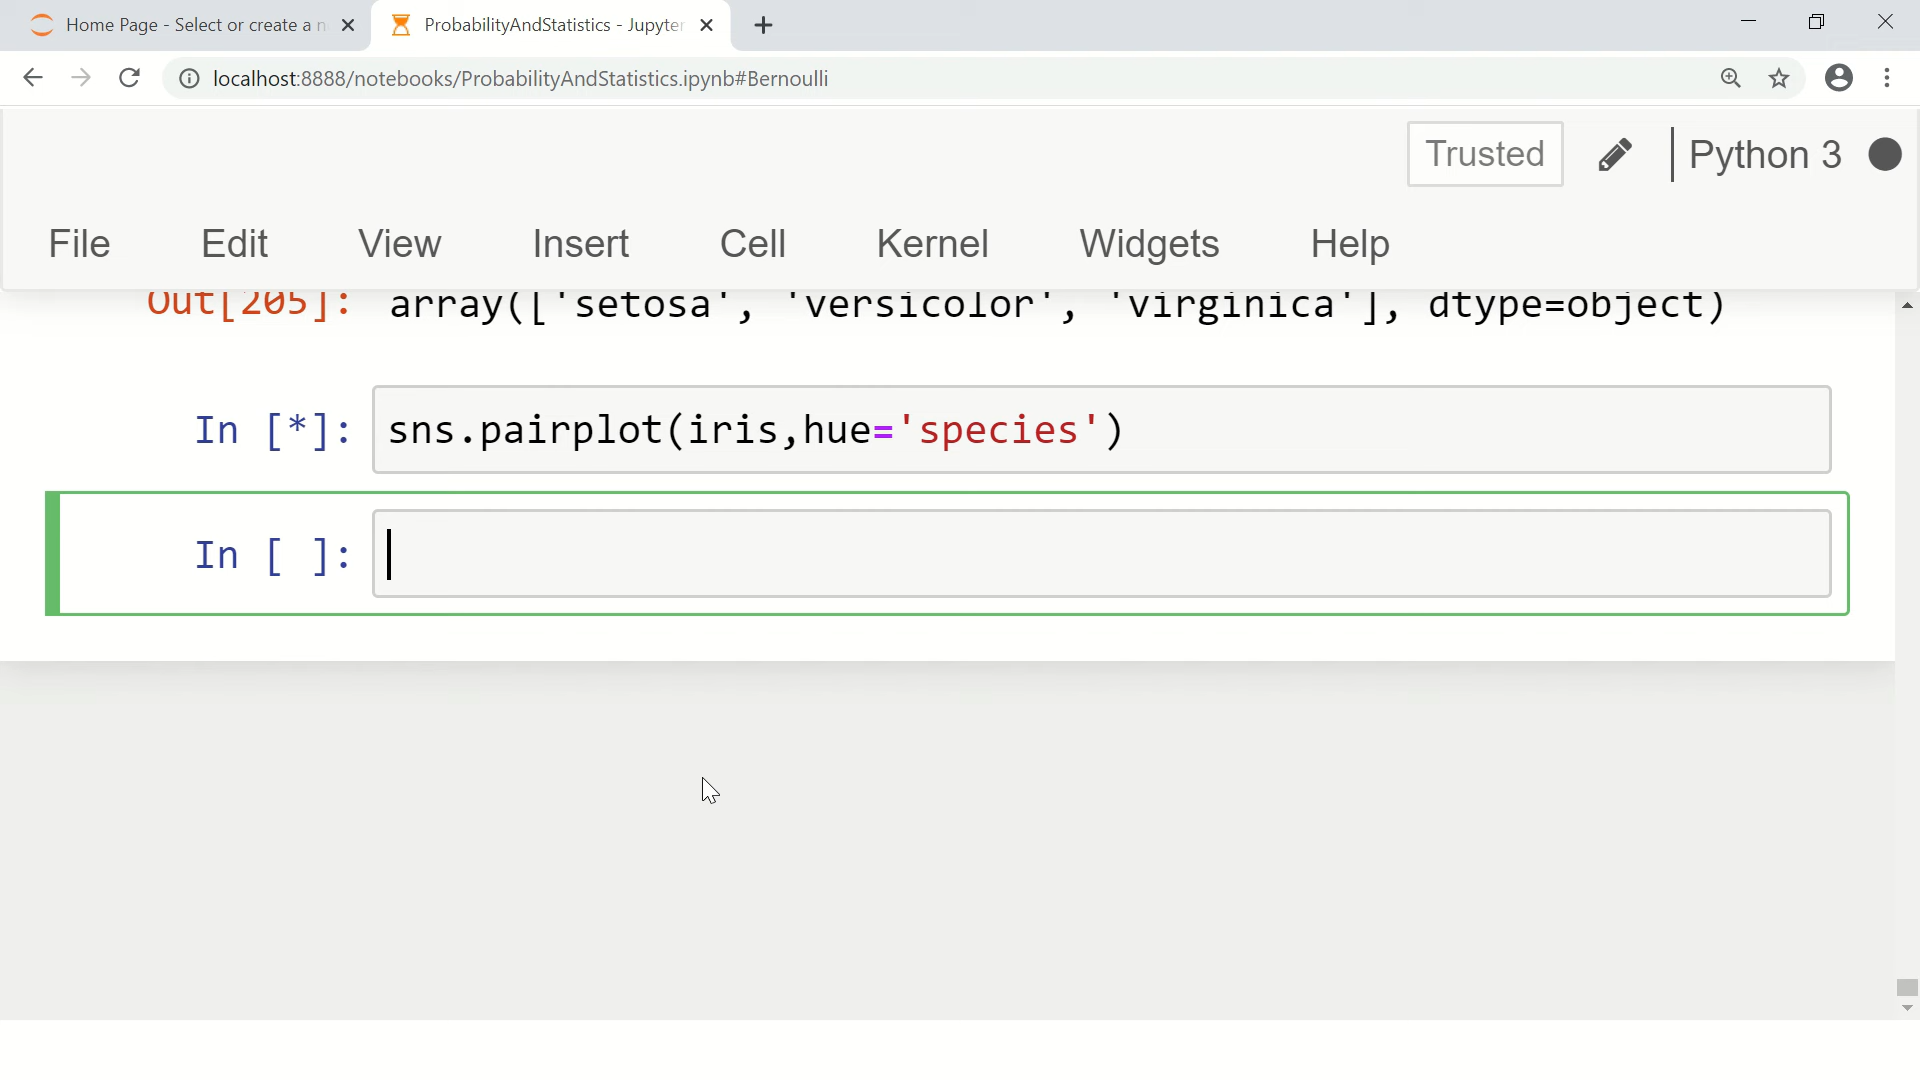 Home Page - Select or create a n
ProbabilityAndStatistics - Jupyter
localhost:8888/notebooks/ProbabilityAndStatistics.ipynb#Bernoulli
Trusted
Python 3
File Edit View Insert Cell Kernel Widgets Help
Out[205]: array(['setosa', 'versicolor', 'virginica'], dtype=object)
In [*]: sns.pairplot(iris,hue='species')
In [ ]: